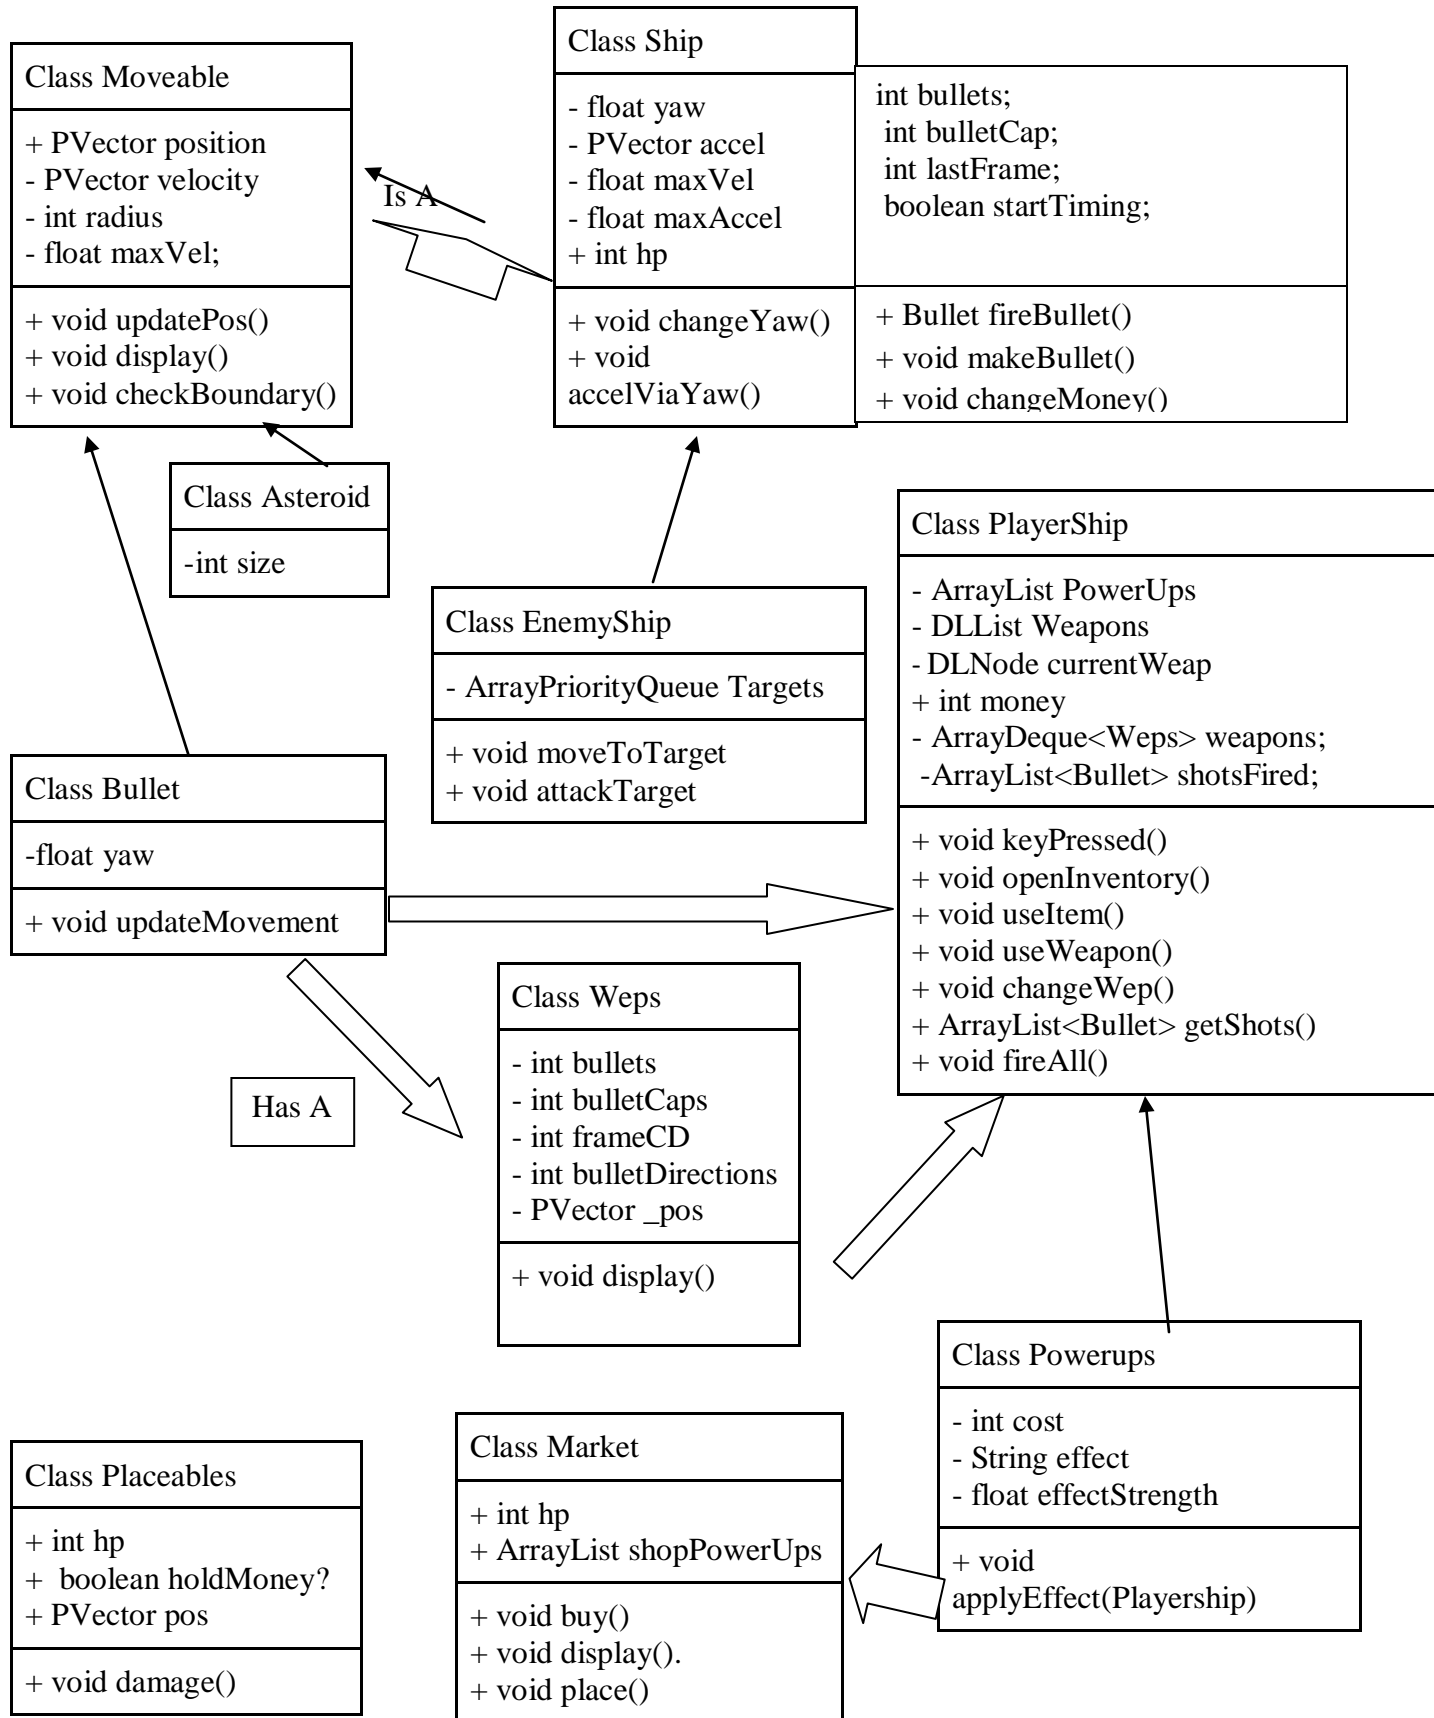 Class Moveable
+ PVector position
- PVector velocity
- int radius
- float maxVel;
+ void updatePos()
+ void display()
+ void checkBoundary()
Is A
Class Ship
- float yaw
- PVector accel
- float maxVel
- float maxAccel
+ int hp
+ void changeYaw()
+ void
accelViaYaw()
int bullets;
int bulletCap;
int lastFrame;
boolean startTiming;
+ Bullet fireBullet()
+ void makeBullet()
+ void changeMoney()
Class Asteroid
-int size
Class EnemyShip
- ArrayPriorityQueue Targets
+ void moveToTarget
+ void attackTarget
Class PlayerShip
- ArrayList PowerUps
- DLList Weapons
- DLNode currentWeap
+ int money
- ArrayDeque<Weps> weapons;
-ArrayList<Bullet> shotsFired;
+ void keyPressed()
+ void openInventory()
+ void useItem()
+ void useWeapon()
+ void changeWep()
+ ArrayList<Bullet> getShots()
+ void fireAll()
Class Bullet
-float yaw
+ void updateMovement
Has A
Class Weps
- int bullets
- int bulletCaps
- int frameCD
- int bulletDirections
- PVector _pos
+ void display()
Class Powerups
- int cost
- String effect
- float effectStrength
+ void
applyEffect(Playership)
Class Placeables
+ int hp
+ boolean holdMoney?
+ PVector pos
+ void damage()
Class Market
+ int hp
+ ArrayList shopPowerUps
+ void buy()
+ void display().
+ void place()